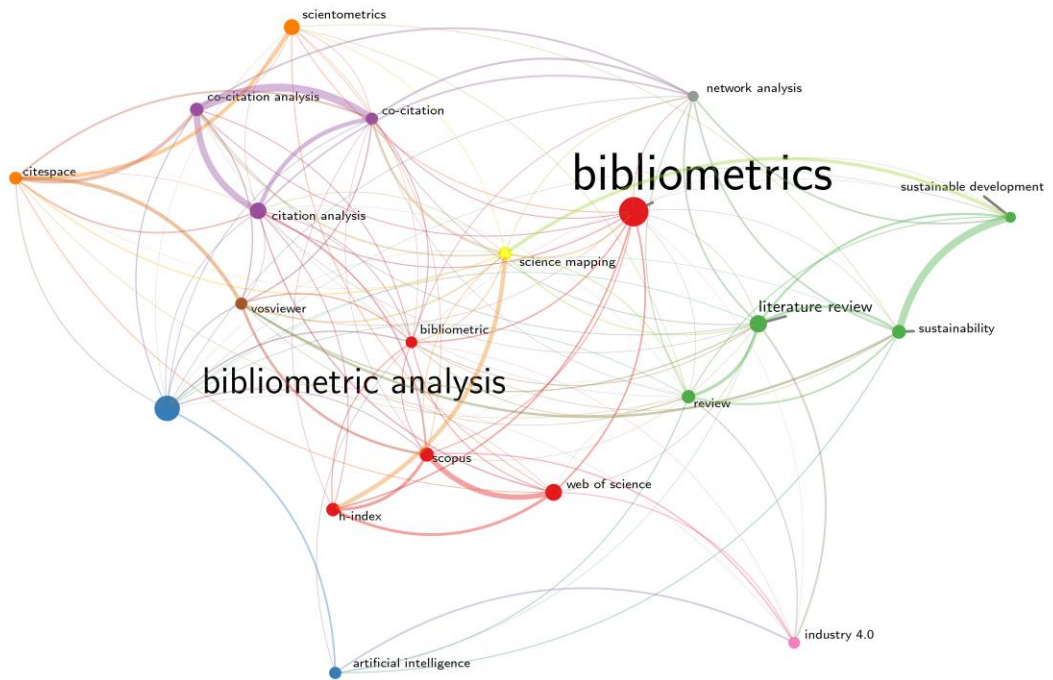 scientometrics
network analysis
co-citation analysis
co-citation
bibliometrics
citespace
sustainable development
citation analysis
science mapping
vosviewer
literature review
bibliometric
sustainability
bibliometric analysis
review
scopus
web of science
h-index
industry 4.0
artificial intelligence